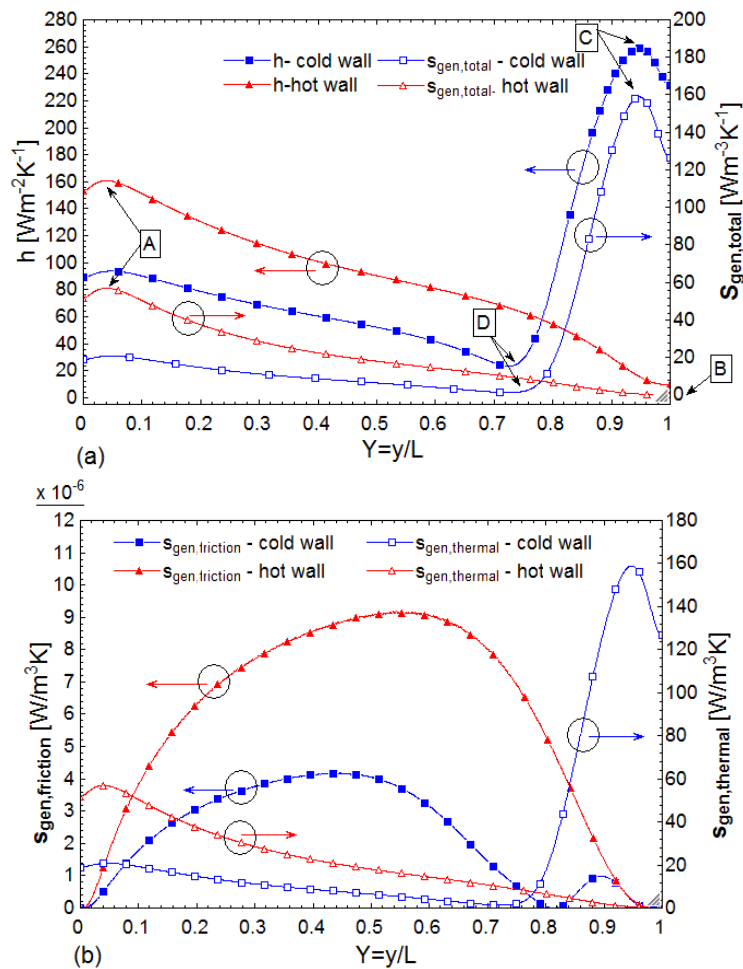 h- cold wall
h-hot wall
s_gen,total - cold wall
s_gen,total- hot wall
C
A
D
B
h [Wm⁻²K⁻¹]
280
260
240
220
200
180
160
140
120
100
80
60
40
20
0
S_gen,total [Wm⁻³K⁻¹]
200
160
120
80
40
20
0
0 0.1 0.2 0.3 0.4 0.5 0.6 0.7 0.8 0.9 1
Y=y/L
(a)
x 10⁻⁶
s_gen,friction - cold wall
s_gen,friction - hot wall
s_gen,thermal - cold wall
s_gen,thermal - hot wall
s_gen,friction [W/m³K]
12
11
10
9
8
7
6
5
4
3
2
1
0
s_gen,thermal [W/m³K]
180
160
140
120
100
80
60
40
20
0
0 0.1 0.2 0.3 0.4 0.5 0.6 0.7 0.8 0.9 1
Y=y/L
(b)